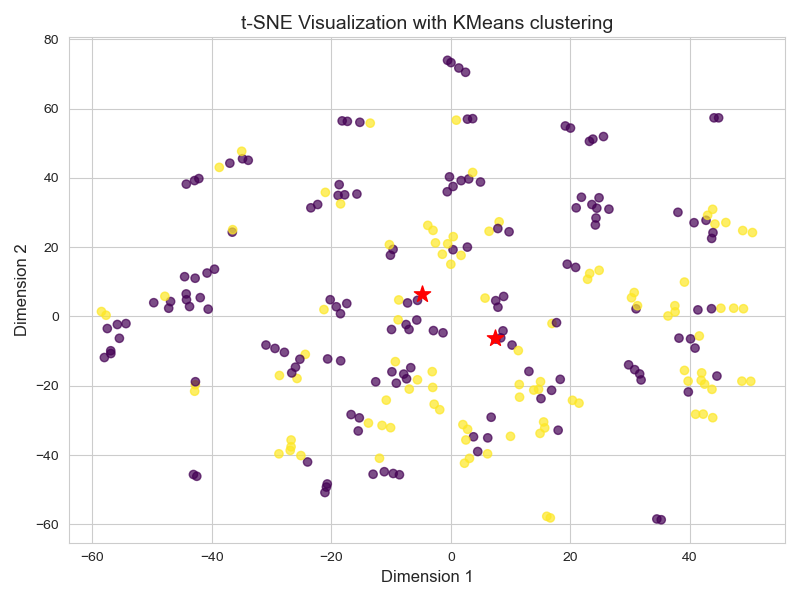 t-SNE Visualization with KMeans clustering
80
60
40
20
0
−20
−40
−60
Dimension 2
−60 −40 −20 0 20 40
Dimension 1